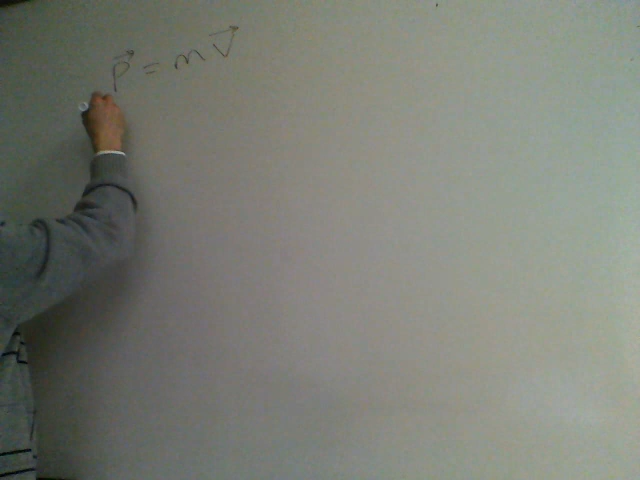 p⃗ = mv⃗